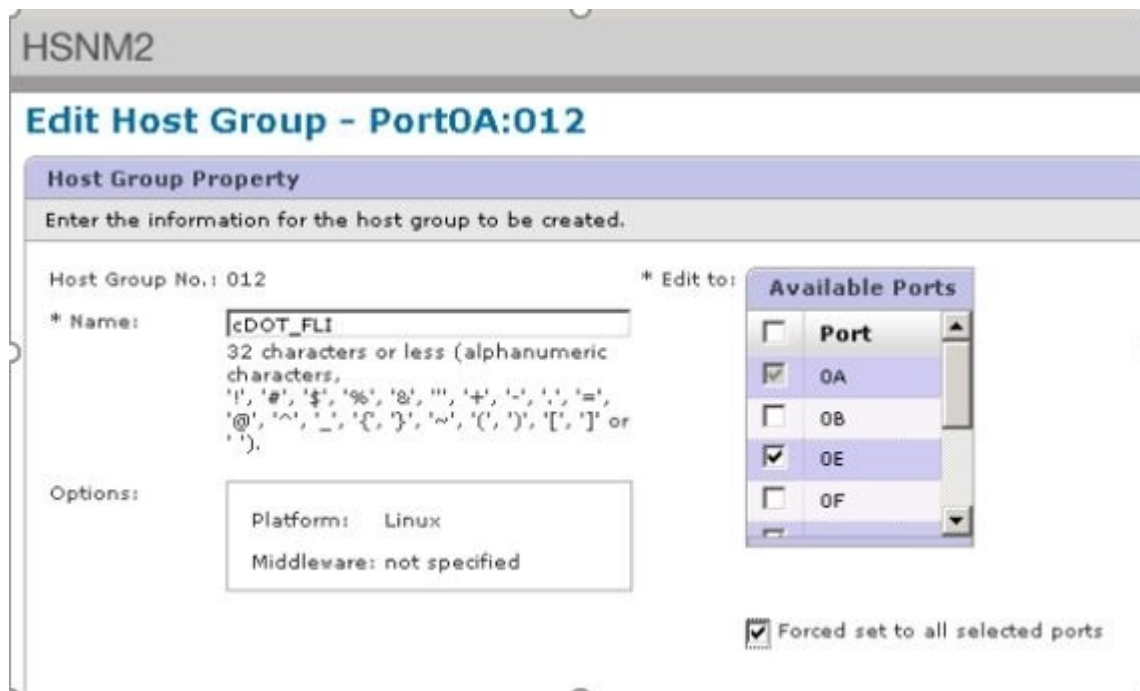 HSNM2
Edit Host Group - Port0A:012
Host Group Property
Enter the information for the host group to be created.
Host Group No.: 012
* Name: cDOT_FLI
32 characters or less (alphanumeric
characters,
'!', '#', '$', '%', '&', ''', '+', '-', '.', '=',
'@', '^', '_', '{', '}', '~', '(', ')', '[', ']' or
' ').
Options:
Platform: Linux
Middleware: not specified
* Edit to:
Available Ports
Port
0A
0B
0E
0F
Forced set to all selected ports